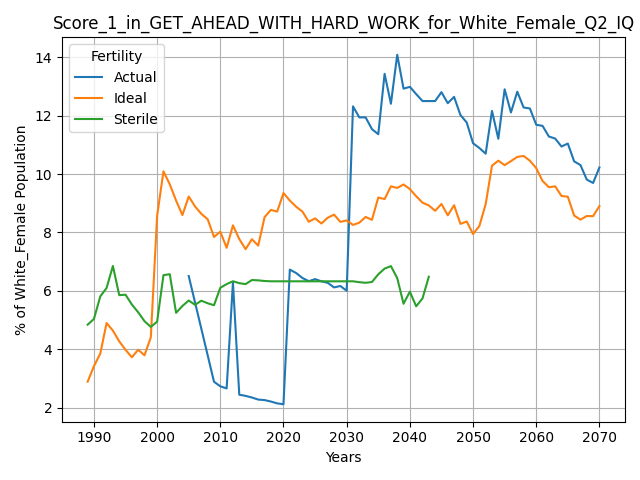 Score_1_in_GET_AHEAD_WITH_HARD_WORK_for_White_Female_Q2_IQ
Fertility
Actual
Ideal
Sterile
% of White_Female Population
14
12
10
8
6
4
2
1990 2000 2010 2020 2030 2040 2050 2060 2070
Years